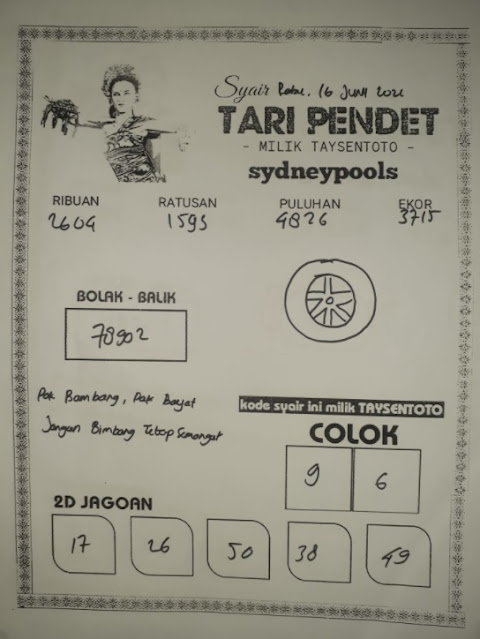 Syair Rabu, 16 Juni 2021
TARI PENDET
- MILIK TAYSENTOTO -
sydneypools
RIBUAN RATUSAN PULUHAN EKOR
2604 1593 4826 3715
BOLAK - BALIK
78902
Pak Bambang, Pak Bayat
Jangan Bimbang Tetap Semangat
kode syair ini milik TAYSENTOTO
COLOK
9 6
2D JAGOAN
17 26 50 38 49